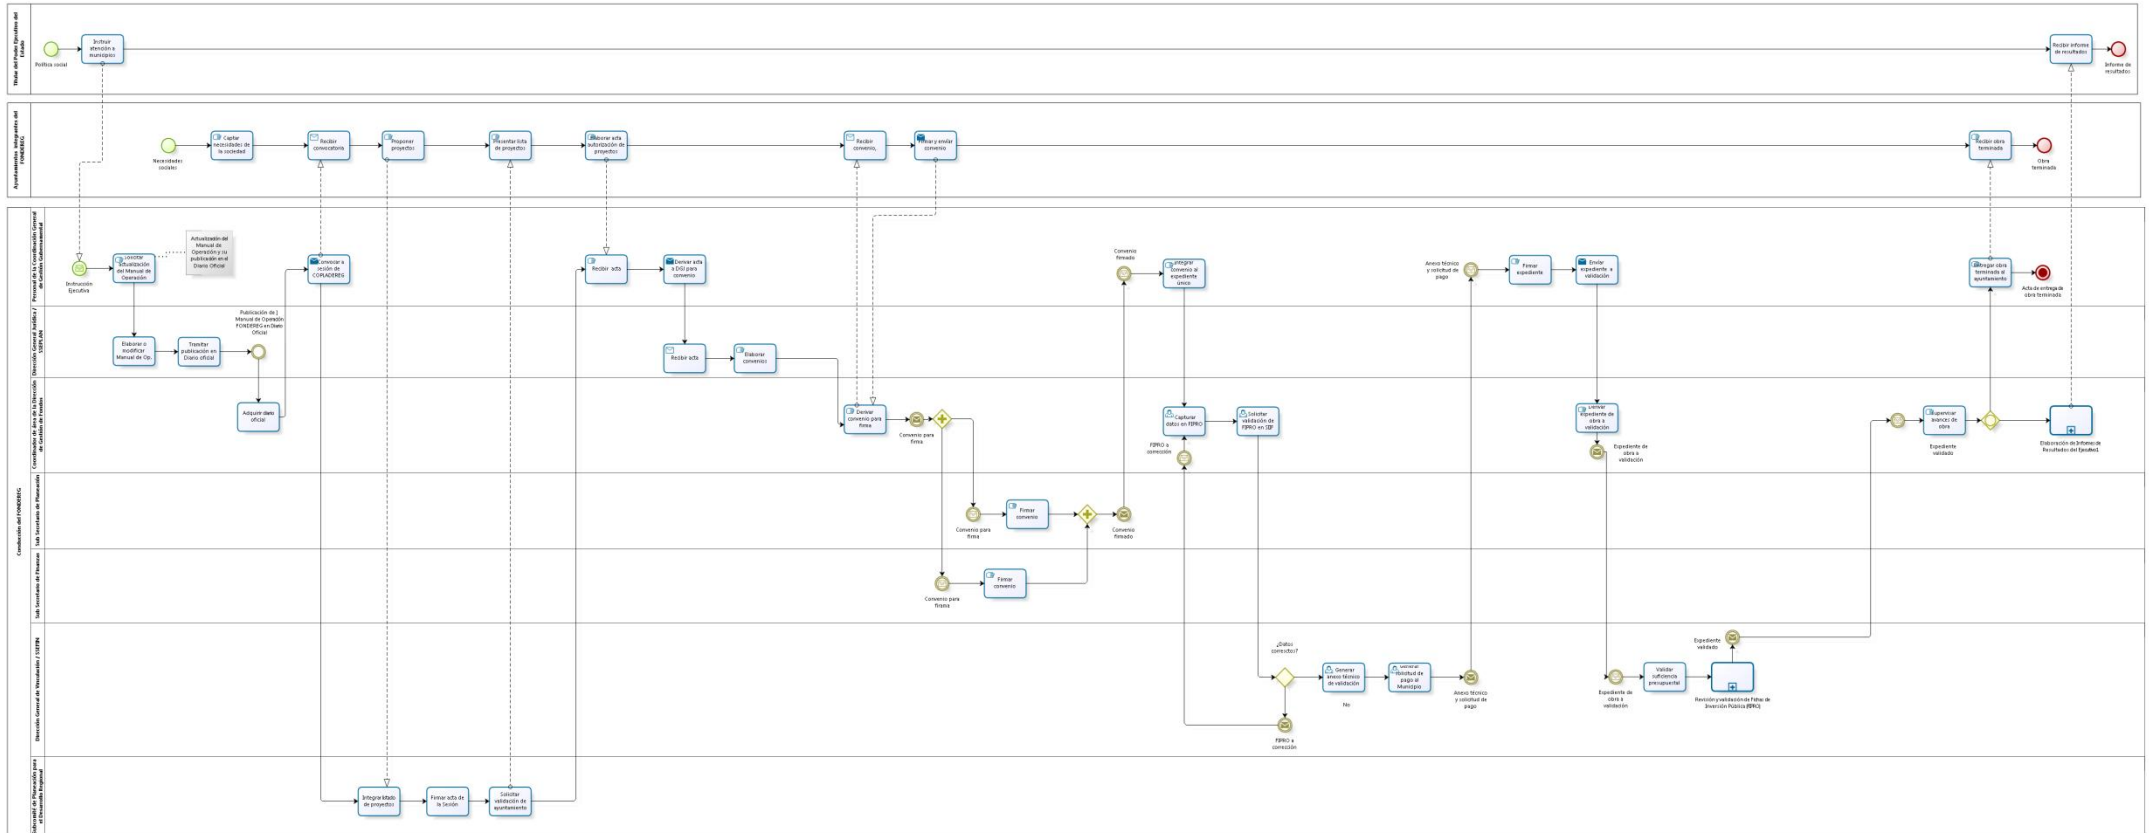 Titular del Poder Ejecutivo del
Estado
Política social
Instruir
atención a
municipios
Recibir informe
de resultados
Informe de
resultados
Ayuntamientos integrantes del
FONDEREG
Necesidades
sociales
Captar
necesidades de
la sociedad
Recibir
convocatoria
Proponer
proyectos
Presentar lista
de proyectos
Elaborar acta
autorización de
proyectos
Recibir
convenio,
Firmar y enviar
convenio
Recibir obra
terminada
Obra
terminada
Conducción del FONDEREG
Personal de la Coordinación General
de Gestión Gubernamental
Instrucción
Ejecutiva
Solicitar
actualización
del Manual de
Operación
Actualización del
Manual de
Operación y su
publicación en el
Diario Oficial
Convocar a
sesión de
COPLADEREG
Recibir acta
Derivar acta
a DGJ para
convenio
Convenio
firmado
Integrar
convenio al
expediente
único
Anexo técnico
y solicitud de
pago
Firmar
expediente
Enviar
expediente a
validación
Entregar obra
terminada al
ayuntamiento
Acta de entrega de
obra terminada
Dirección General Jurídica /
SSEPLAN
Elaborar o
modificar
Manual de Op.
Tramitar
publicación en
Diario oficial
Publicación de l
Manual de Operación
FONDEREG en Diario
Oficial
Recibir acta
Elaborar
convenios
Coordinador de área de la Dirección
de Gestión de Fondos
Adquirir diario
oficial
Derivar
convenio para
firma
Convenio para
firma
Capturar
datos en FIPRO
FIPRO a
corrección
Solicitar
validación de
FIPRO en SEF
Derivar
expediente de
obra a
validación
Expediente de
obra a
validación
Supervisar
avances de
obra
Expediente
validado
Elaboración de Informes de
Resultados del Ejecutivo1
Sub Secretario de Planeación
Convenio para
firma
Firmar
convenio
Convenio
firmado
Sub Secretario de Finanzas
Convenio para
firma
Firmar
convenio
Dirección General de Vinculación / SSEPIN
¿Datos
correctos?
FIPRO a
corrección
Generar
anexo técnico
de validación
No
Generar
solicitud de
pago al
Municipio
Anexo técnico
y solicitud de
pago
Expediente de
obra a
validación
Validar
suficiencia
presupuestal
Expediente
validado
Revisión y validación de Fichas de
Inversión Pública (FIPRO)
Subcomité de Planeación para
el Desarrollo Regional
Integrar listado
de proyectos
Firmar acta de
la Sesión
Solicitar
validación de
ayuntamiento